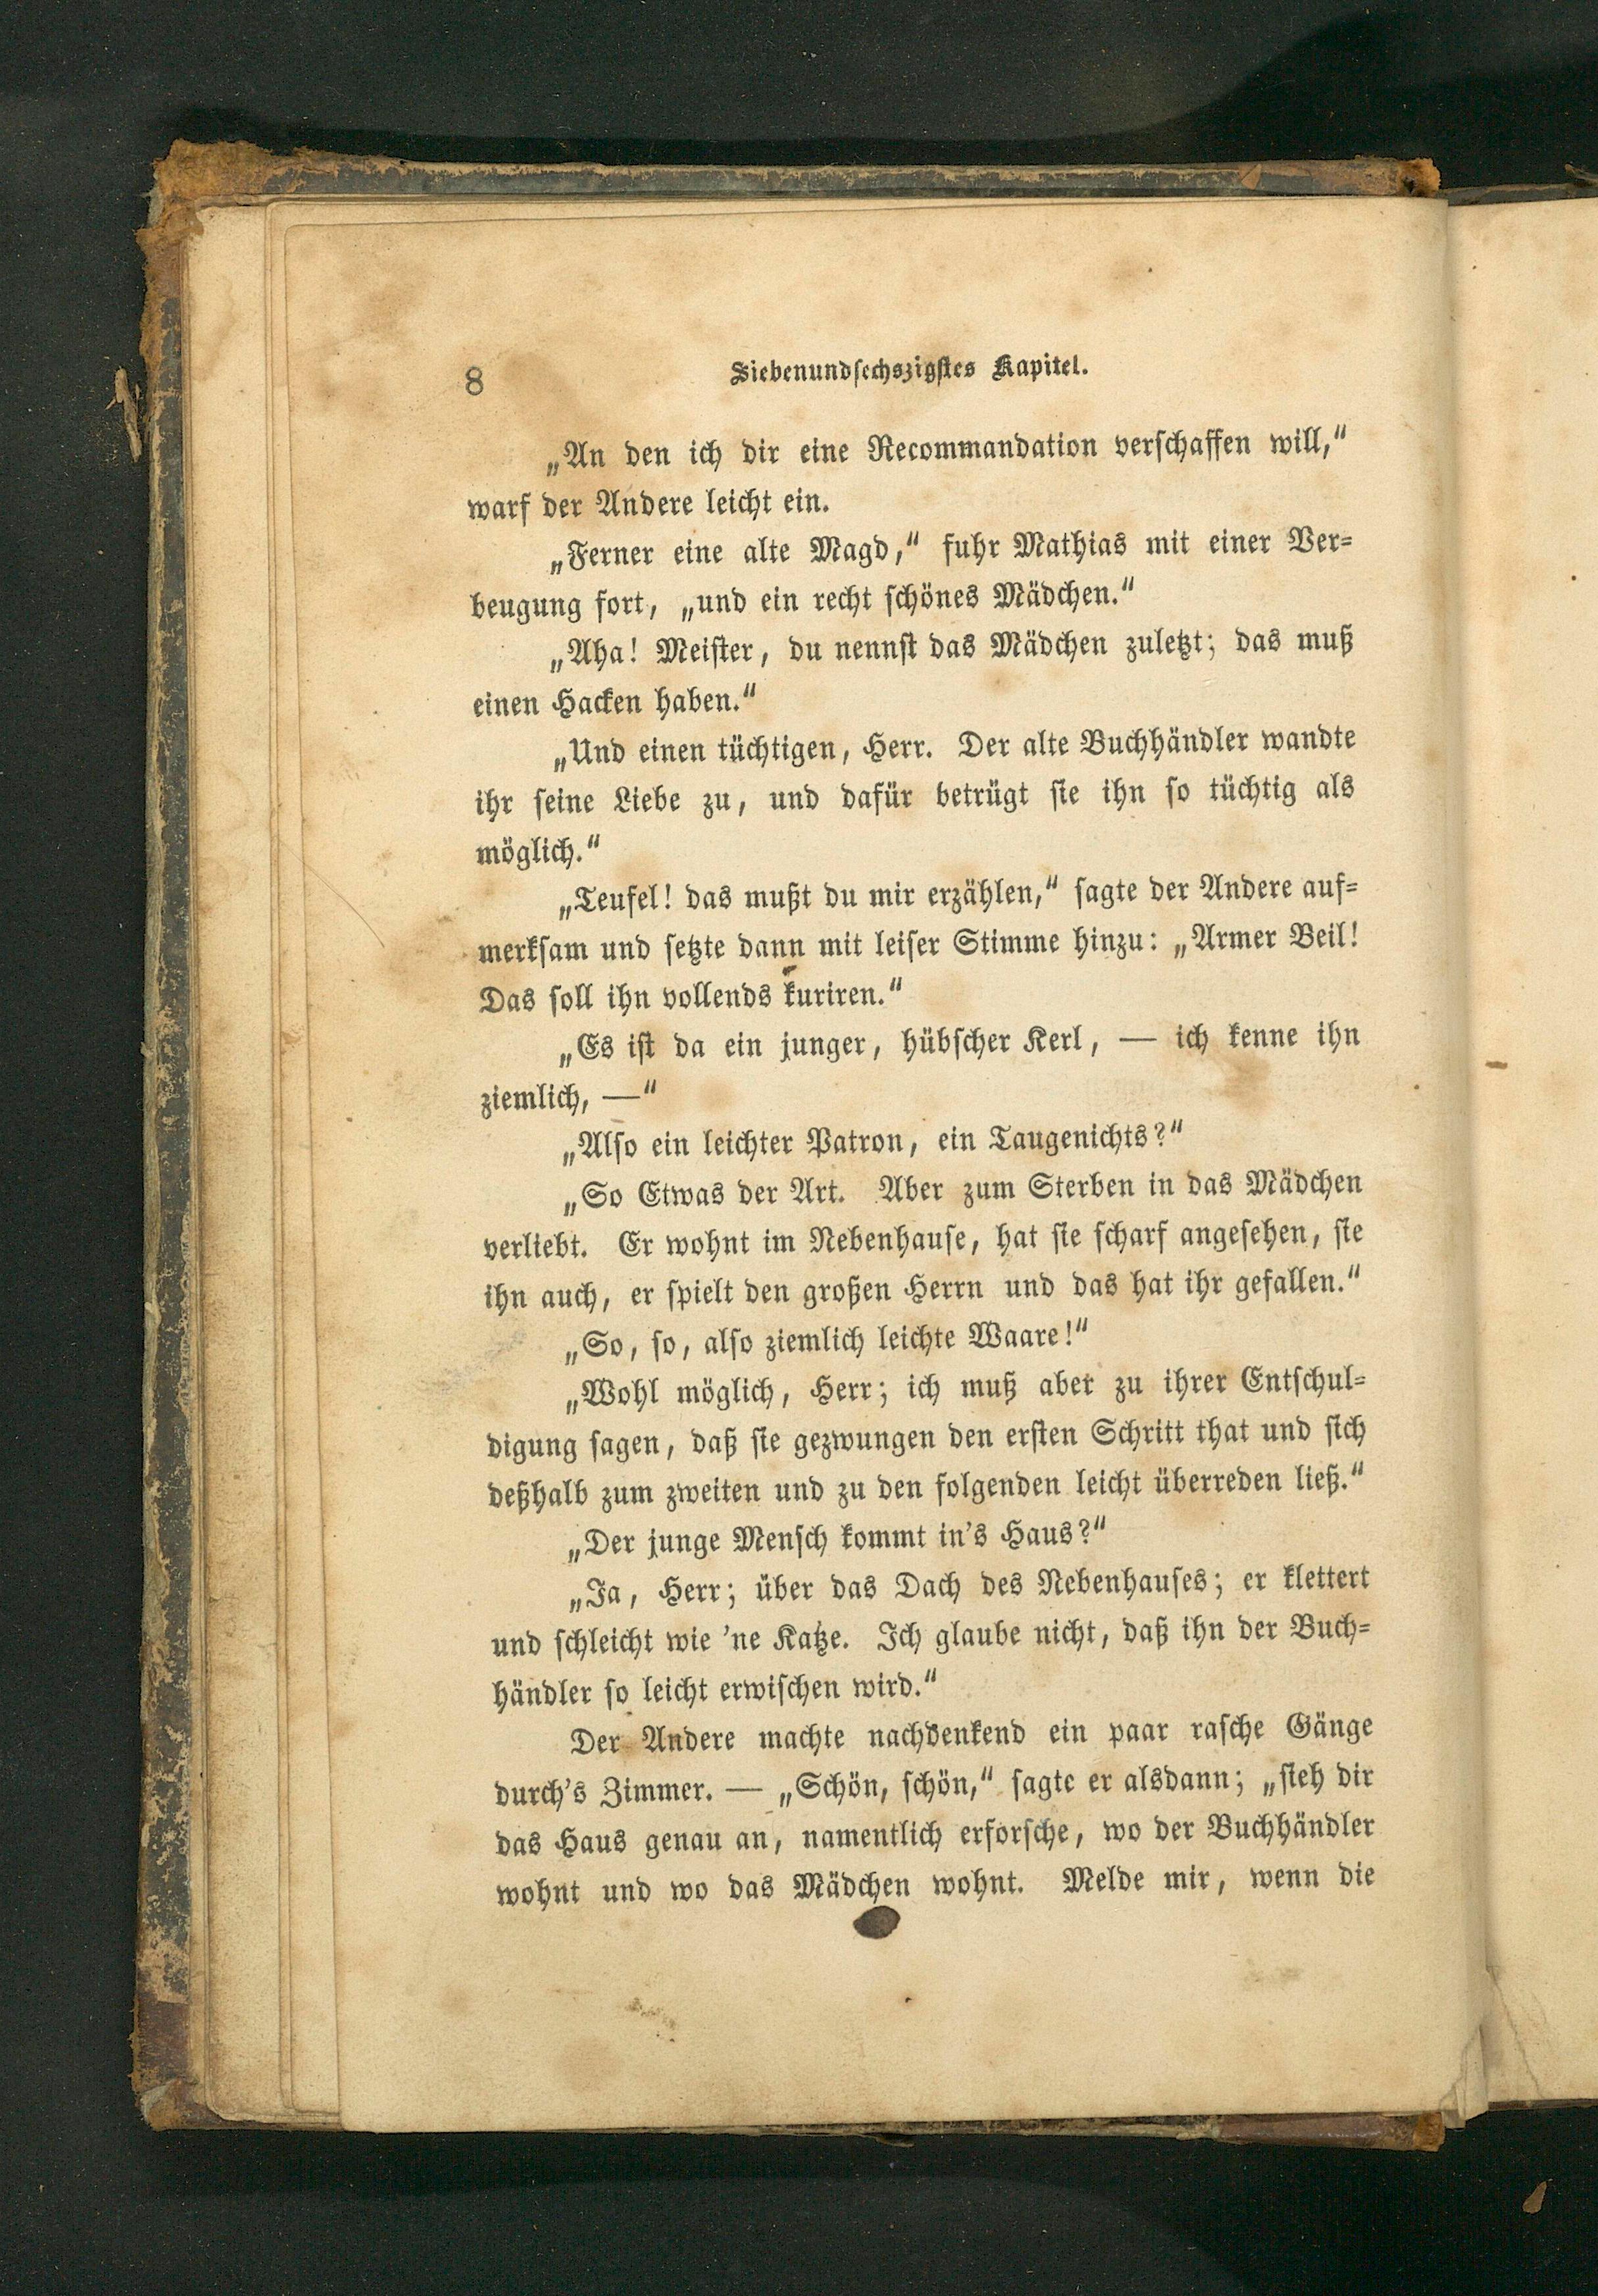 8 Siebenundsechszigstes Kapitel.
„An den ich dir eine Recommandation verschaffen will,“
warf der Andere leicht ein.
„Ferner eine alte Magd,“ fuhr Mathias mit einer Ver-
beugung fort, „und ein recht schönes Mädchen.“
„Aha! Meister, du nennst das Mädchen zuletzt; das muß
einen Hacken haben.“
„Und einen tüchtigen, Herr. Der alte Buchhändler wandte
ihr seine Liebe zu, und dafür betrügt sie ihn so tüchtig als
möglich.“
„Teufel! das mußt du mir erzählen,“ sagte der Andere auf-
merksam und setzte dann mit leiser Stimme hinzu: „Armer Beil!
Das soll ihn vollends kuriren.“
„Es ist da ein junger, hübscher Kerl, — ich kenne ihn
ziemlich, —“
„Also ein leichter Patron, ein Taugenichts?“
„So Etwas der Art. Aber zum Sterben in das Mädchen
verliebt. Er wohnt im Nebenhause, hat sie scharf angesehen, sie
ihn auch, er spielt den großen Herrn und das hat ihr gefallen.“
„So, so, also ziemlich leichte Waare!“
„Wohl möglich, Herr; ich muß aber zu ihrer Entschul-
digung sagen, daß sie gezwungen den ersten Schritt that und sich
deßhalb zum zweiten und zu den folgenden leicht überreden ließ.“
„Der junge Mensch kommt in’s Haus?“
„Ja, Herr; über das Dach des Nebenhauses; er klettert
und schleicht wie ’ne Katze. Ich glaube nicht, daß ihn der Buch-
händler so leicht erwischen wird.“
Der Andere machte nachdenkend ein paar rasche Gänge
durch’s Zimmer. — „Schön, schön,“ sagte er alsdann; „sieh dir
das Haus genau an, namentlich erforsche, wo der Buchhändler
wohnt und wo das Mädchen wohnt. Melde mir, wenn die